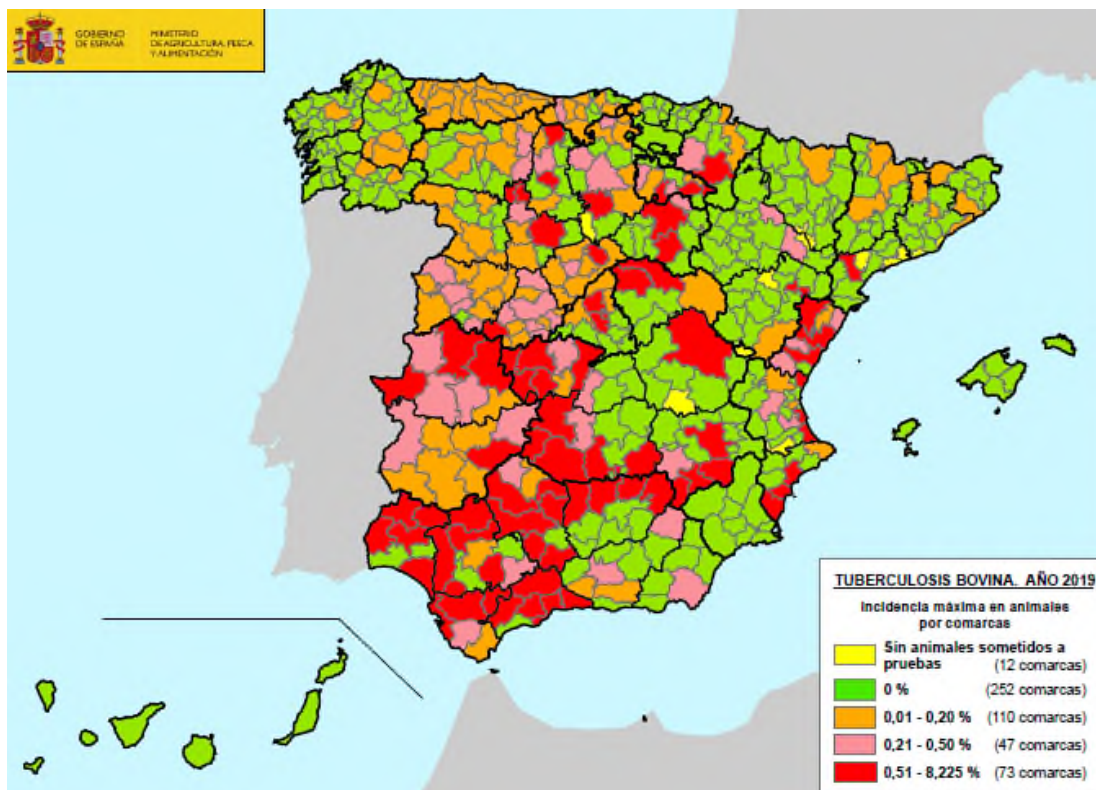 GOBIERNO
DE ESPAÑA
MINISTERIO
DE AGRICULTURA, PESCA
Y ALIMENTACIÓN
TUBERCULOSIS BOVINA. AÑO 2019
Incidencia máxima en animales
por comarcas
Sin animales sometidos a
pruebas (12 comarcas)
0 % (252 comarcas)
0,01 - 0,20 % (110 comarcas)
0,21 - 0,50 % (47 comarcas)
0,51 - 8,225 % (73 comarcas)